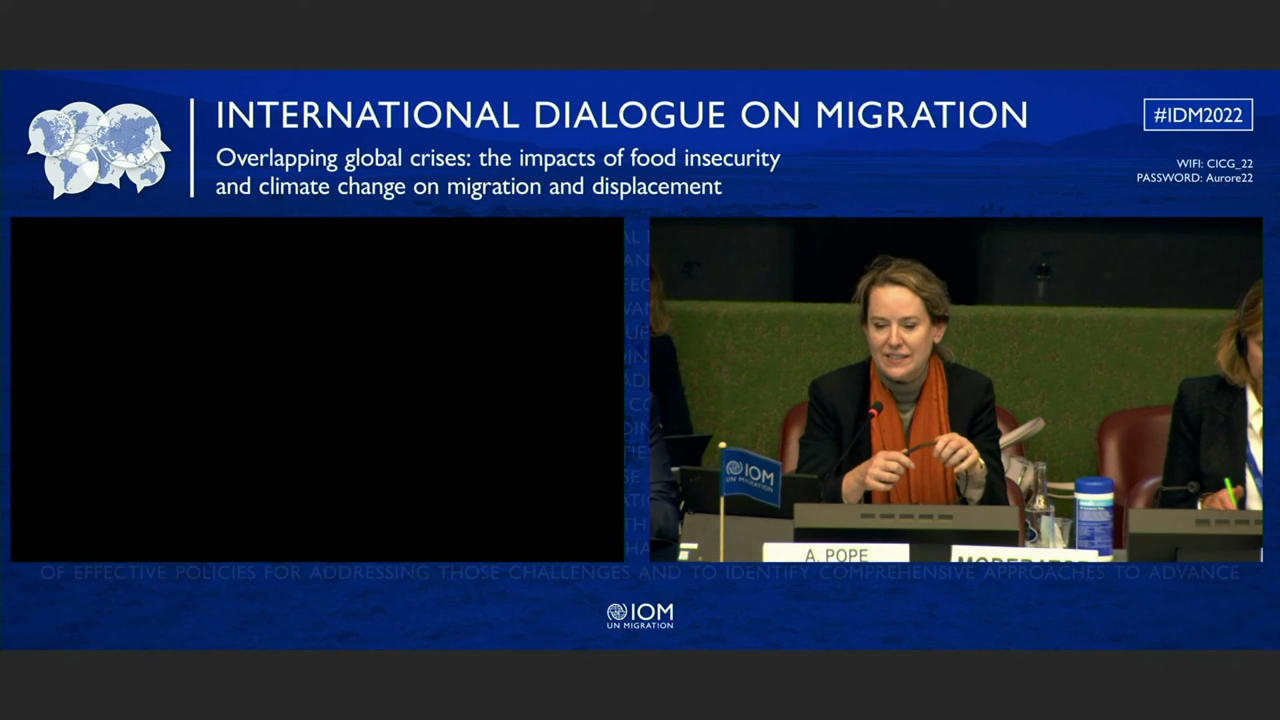 INTERNATIONAL DIALOGUE ON MIGRATION
Overlapping global crises: the impacts of food insecurity
and climate change on migration and displacement
#IDM2022
WIFI: CICG_22
PASSWORD: Aurore22
IOM
UN MIGRATION
A. POPE
MODERATOR
OF EFFECTIVE POLICIES FOR ADDRESSING THOSE CHALLENGES AND TO IDENTIFY COMPREHENSIVE APPROACHES TO ADVANCE
IOM
UN MIGRATION